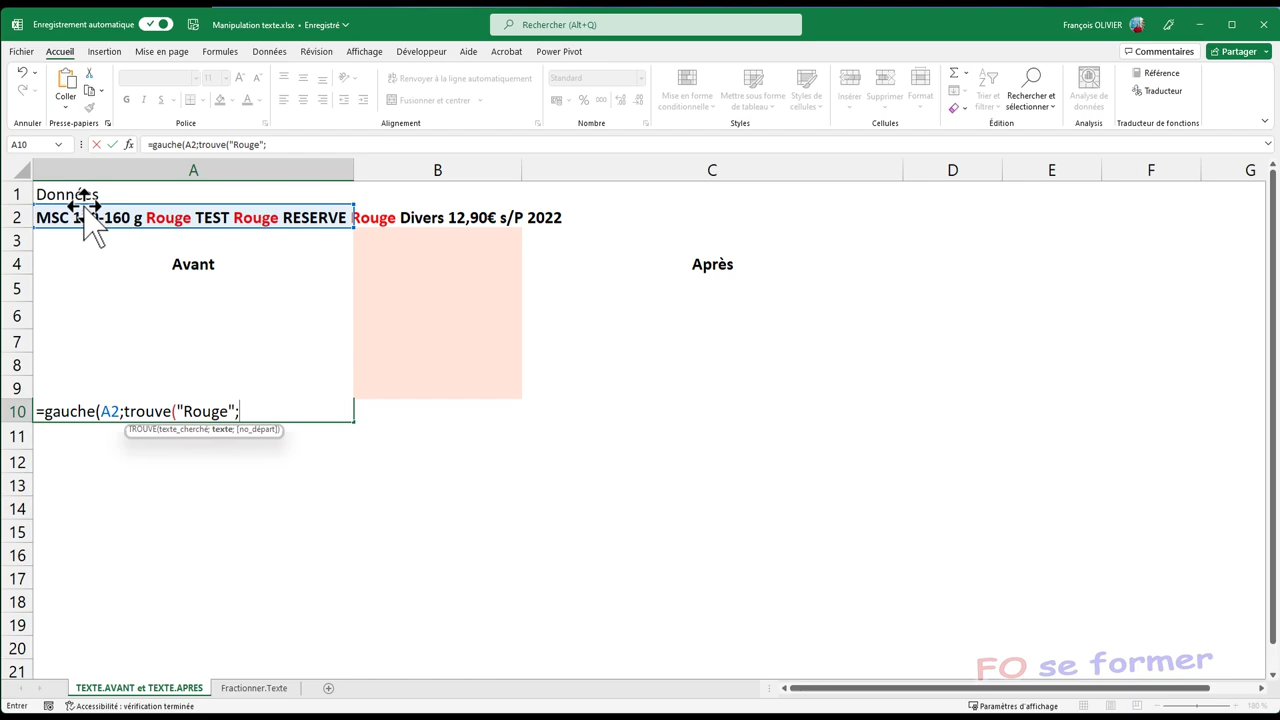 Enregistrement automatique
Manipulation texte.xlsx • Enregistré
Rechercher (Alt+Q)
François OLIVIER
Fichier Accueil Insertion Mise en page Formules Données Révision Affichage Développeur Aide Acrobat Power Pivot
Commentaires
Partager
Coller
11
A A
Renvoyer à la ligne automatiquement
Standard
G I S
Fusionner et centrer
Mise en forme conditionnelle
Mettre sous forme de tableau
Styles de cellules
Insérer
Supprimer
Format
Trier et filtrer
Rechercher et sélectionner
Analyse de données
Référence
Traducteur
Annuler
Presse-papiers
Police
Alignement
Nombre
Styles
Cellules
Édition
Analysis
Traducteur de fonctions
A10
fx
=gauche(A2;trouve("Rouge";
A B C D E F G
1 Données
2 MSC -160 g Rouge TEST Rouge RESERVE Rouge Divers 12,90€ s/P 2022
3
4 Avant Après
5
6
7
8
9
10 =gauche(A2;trouve("Rouge";
TROUVE(texte_cherché; texte; [no_départ])
11
12
13
14
15
16
17
18
19
20
21
FO se former
TEXTE.AVANT et TEXTE.APRES
Fractionner.Texte
Entrer
Accessibilité : vérification terminée
Paramètres d'affichage
180 %